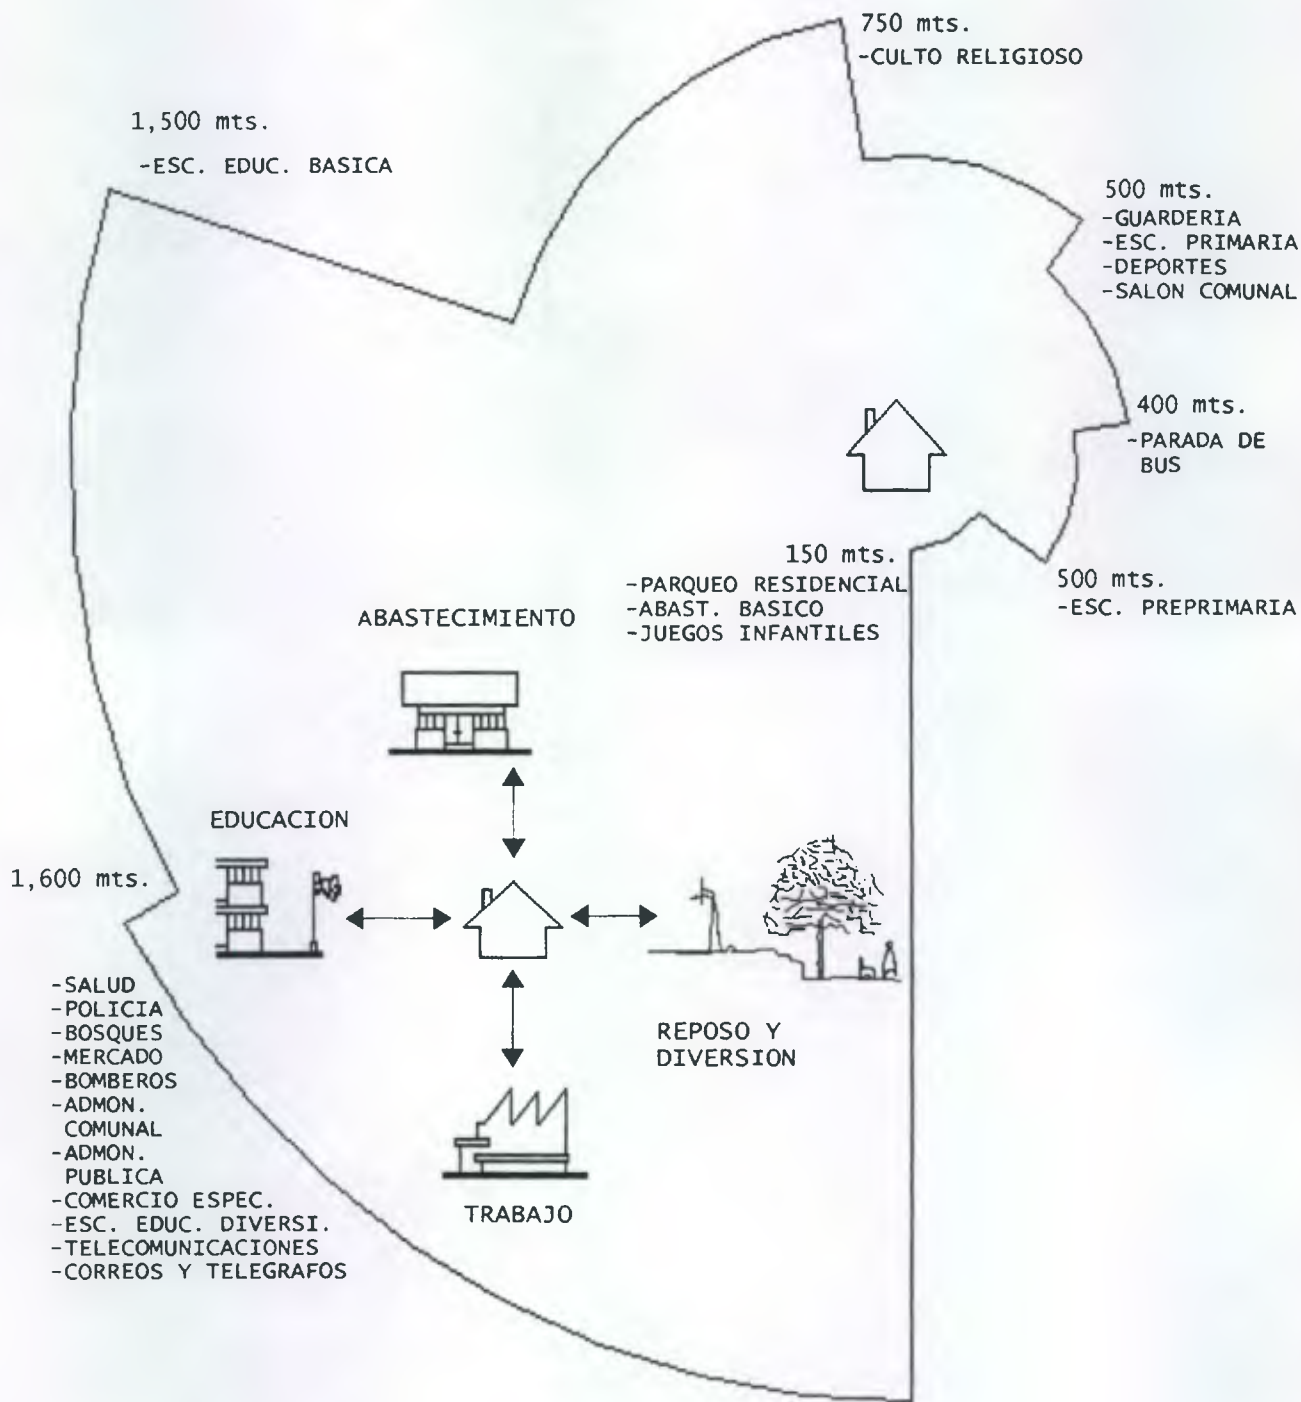 750 mts.
-CULTO RELIGIOSO
1,500 mts.
-ESC. EDUC. BASICA
500 mts.
-GUARDERIA
-ESC. PRIMARIA
-DEPORTES
-SALON COMUNAL
400 mts.
-PARADA DE
BUS
150 mts.
-PARQUEO RESIDENCIAL
-ABAST. BASICO
-JUEGOS INFANTILES
500 mts.
-ESC. PREPRIMARIA
ABASTECIMIENTO
EDUCACION
1,600 mts.
-SALUD
-POLICIA
-BOSQUES
-MERCADO
-BOMBEROS
-ADMON.
COMUNAL
-ADMON.
PUBLICA
-COMERCIO ESPEC.
-ESC. EDUC. DIVERSI.
-TELECOMUNICACIONES
-CORREOS Y TELEGRAFOS
REPOSO Y
DIVERSION
TRABAJO